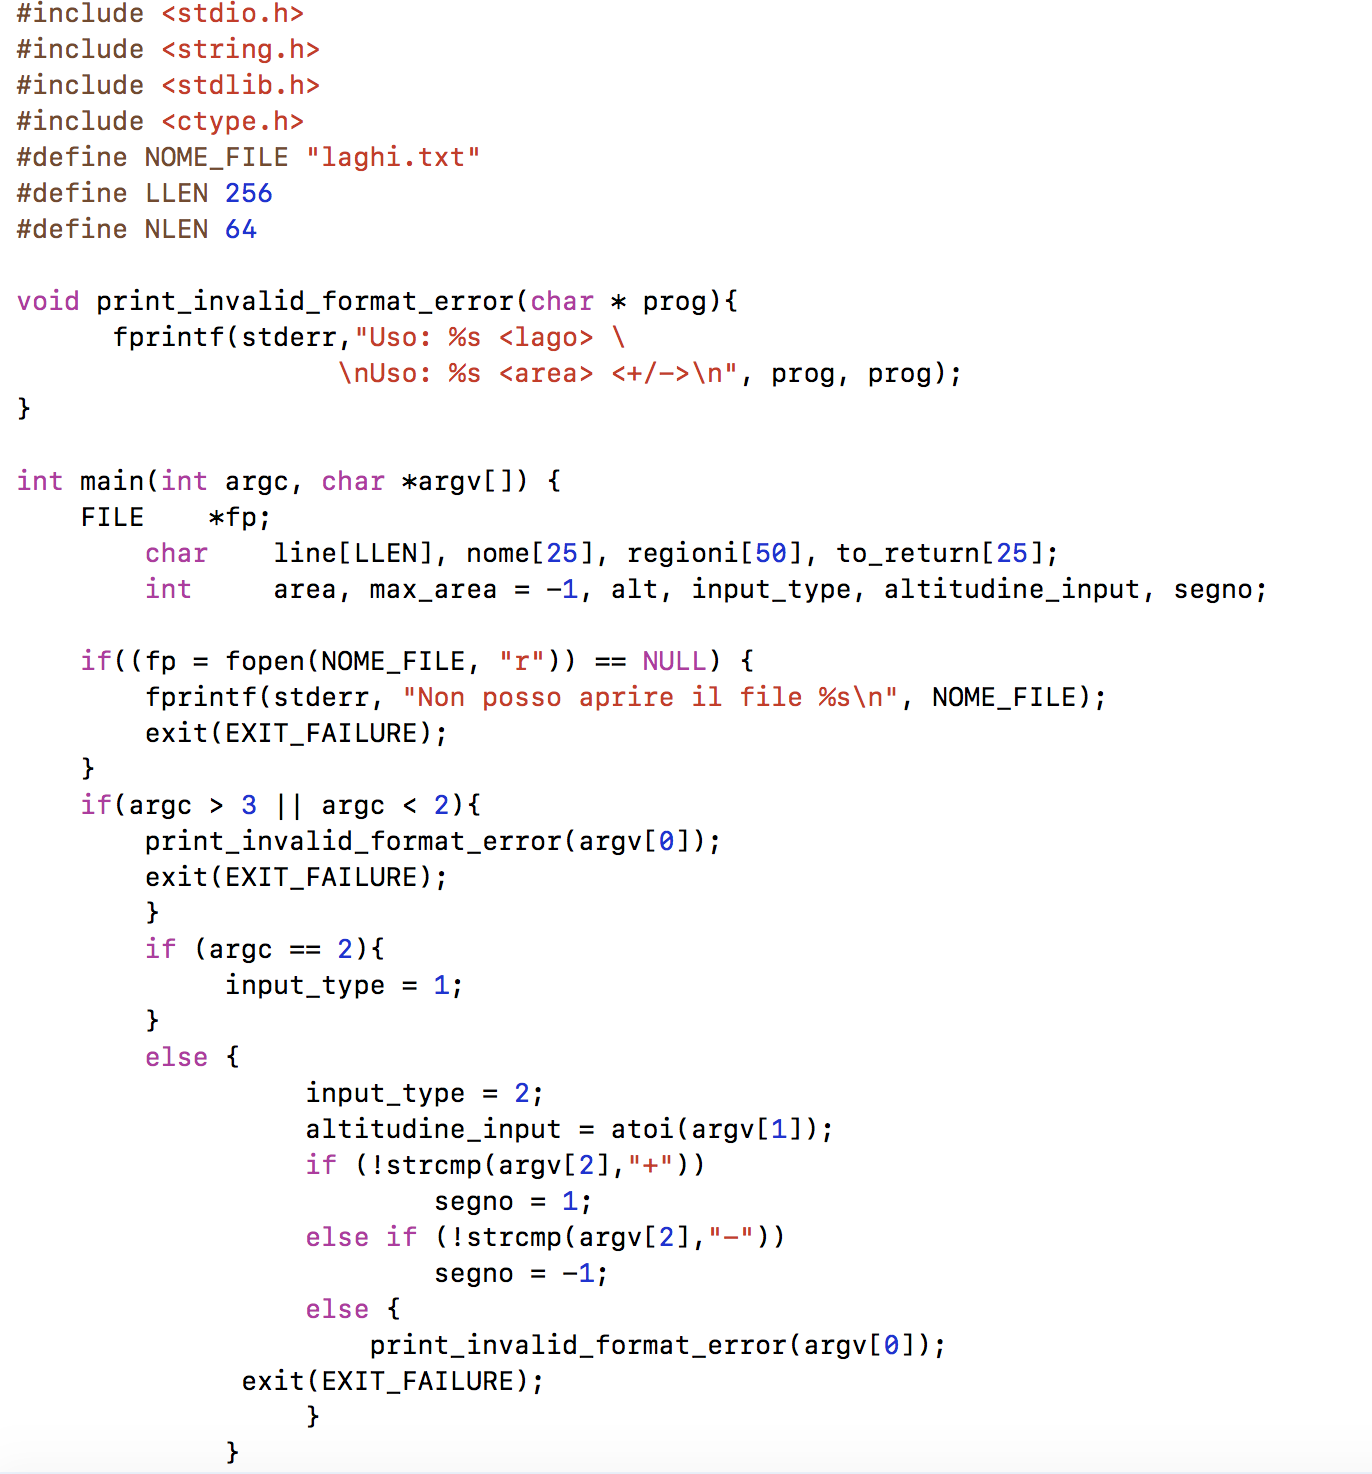 #include <stdio.h>
#include <string.h>
#include <stdlib.h>
#include <ctype.h>
#define NOME_FILE "laghi.txt"
#define LLEN 256
#define NLEN 64
void print_invalid_format_error(char * prog){
fprintf(stderr,"Uso: %s <lago> \
\nUso: %s <area> <+/->\n", prog, prog);
}
int main(int argc, char *argv[]) {
FILE *fp;
char line[LLEN], nome[25], regioni[50], to_return[25];
int area, max_area = -1, alt, input_type, altitudine_input, segno;
if((fp = fopen(NOME_FILE, "r")) == NULL) {
fprintf(stderr, "Non posso aprire il file %s\n", NOME_FILE);
exit(EXIT_FAILURE);
}
if(argc > 3 || argc < 2){
print_invalid_format_error(argv[0]);
exit(EXIT_FAILURE);
}
if (argc == 2){
input_type = 1;
}
else {
input_type = 2;
altitudine_input = atoi(argv[1]);
if (!strcmp(argv[2],"+"))
segno = 1;
else if (!strcmp(argv[2],"-"))
segno = -1;
else {
print_invalid_format_error(argv[0]);
exit(EXIT_FAILURE);
}
}